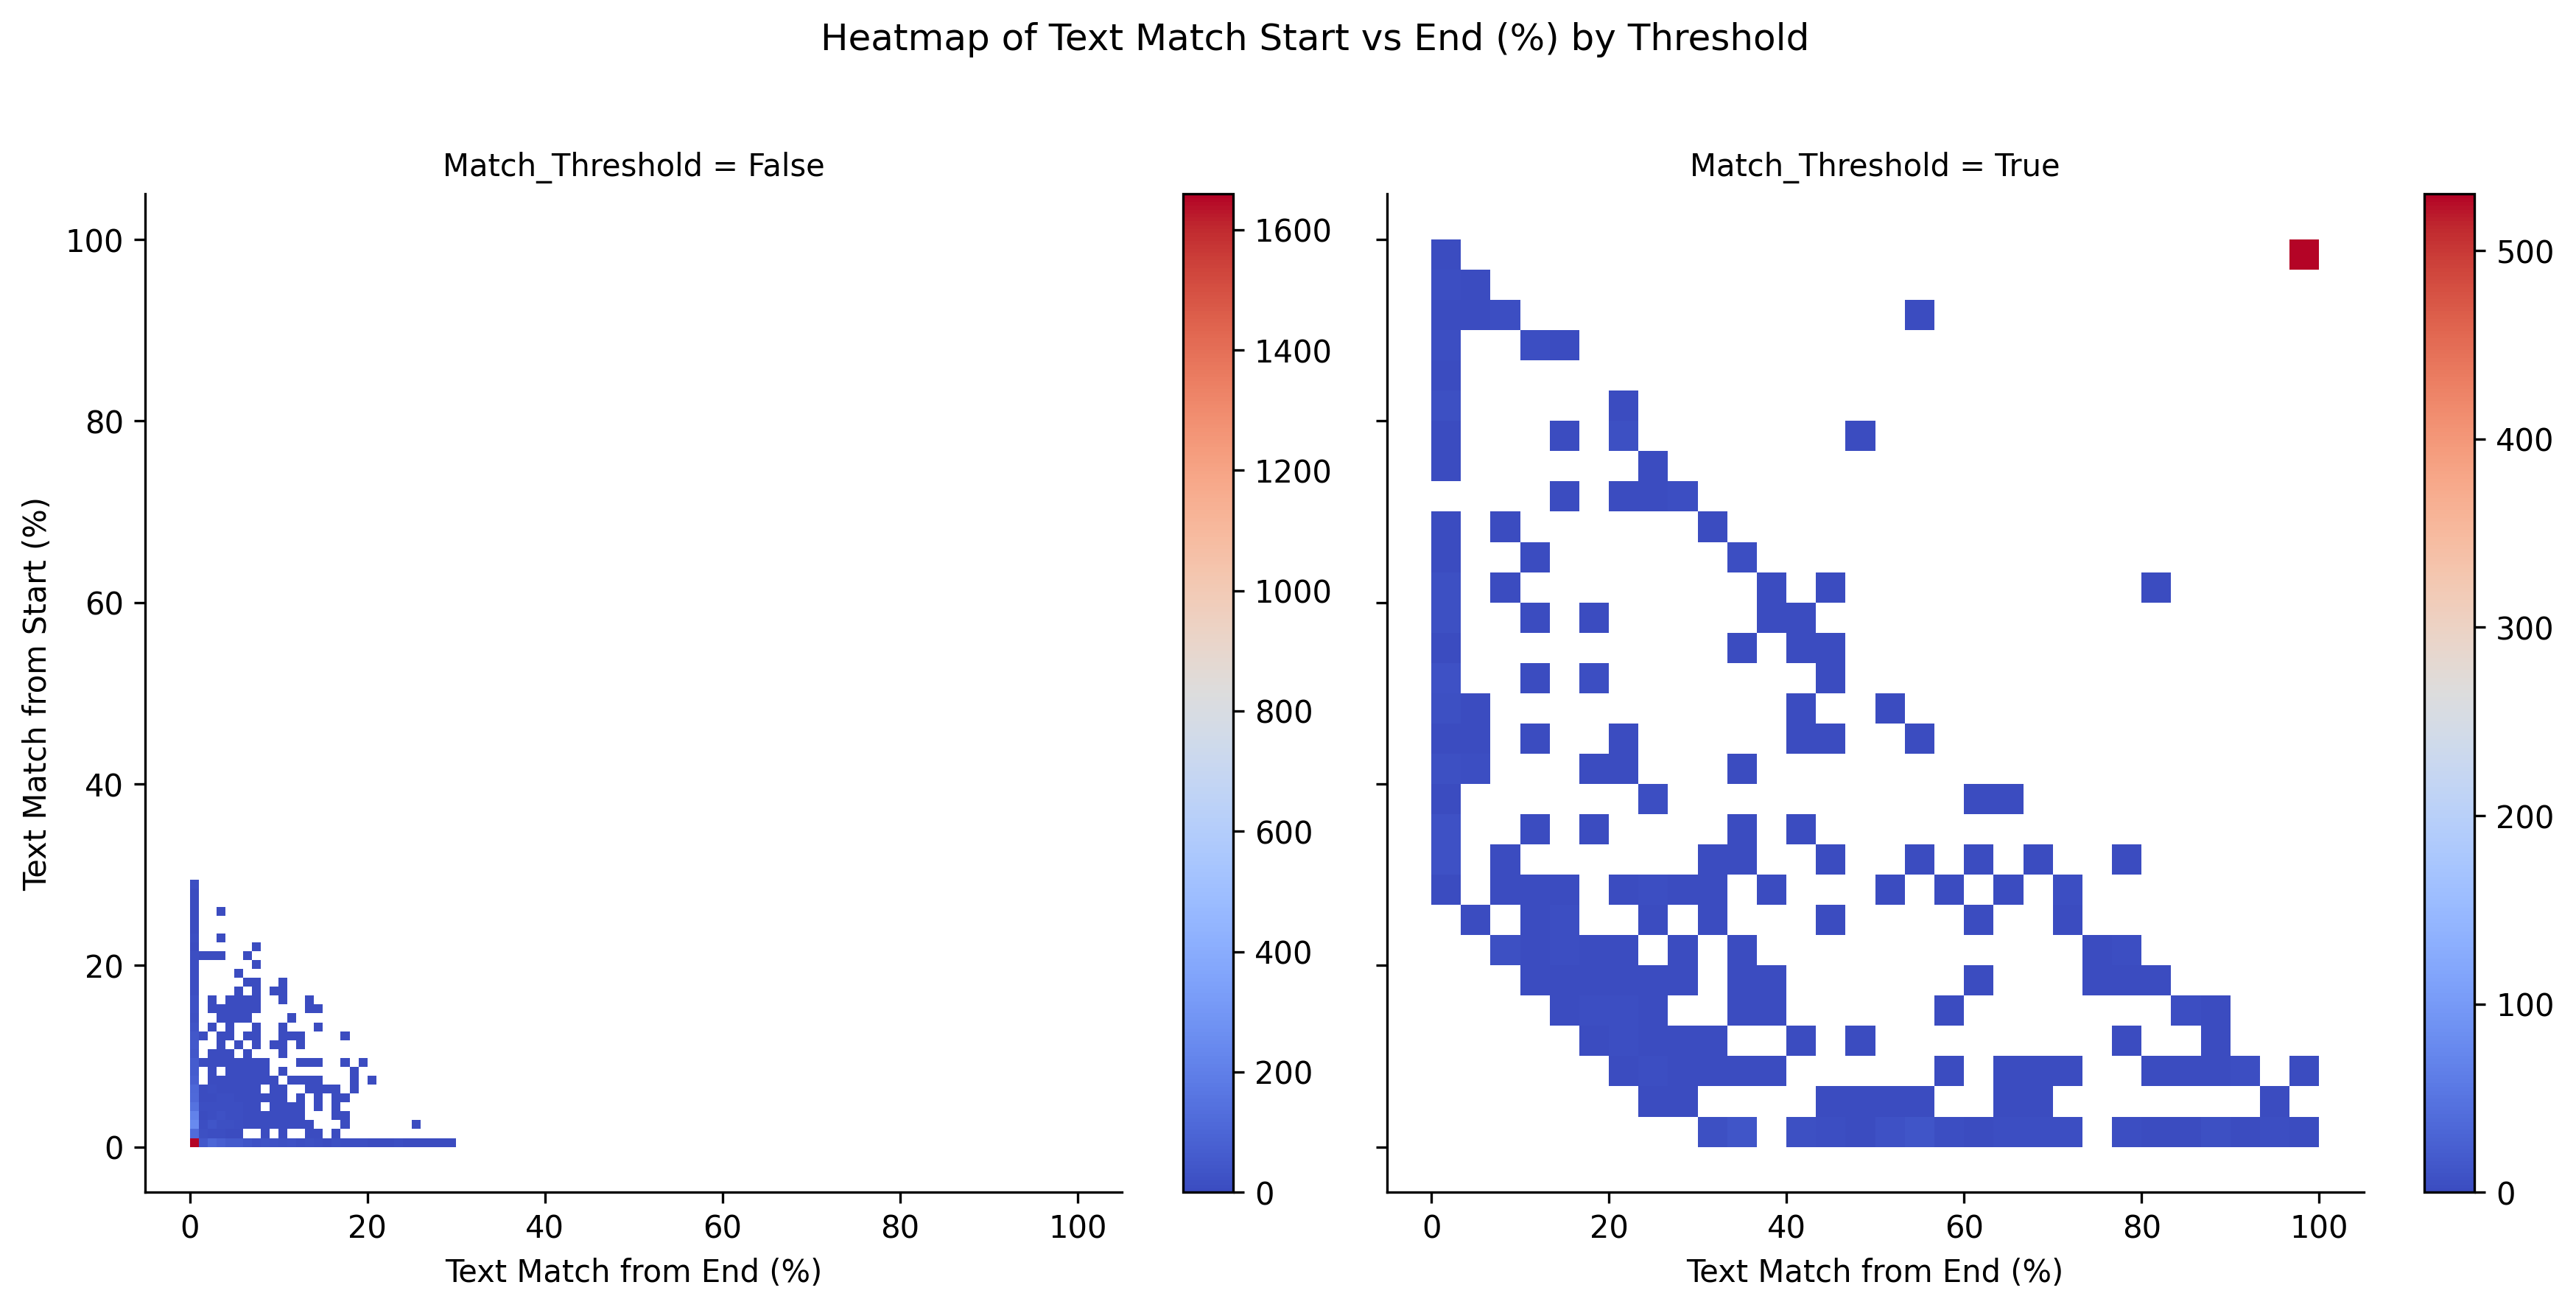 Heatmap of Text Match Start vs End (%) by Threshold
Match_Threshold = False
Text Match from Start (%)
100
80
60
40
20
0
0 20 40 60 80 100
Text Match from End (%)
1600
1400
1200
1000
800
600
400
200
0
Match_Threshold = True
0 20 40 60 80 100
Text Match from End (%)
500
400
300
200
100
0